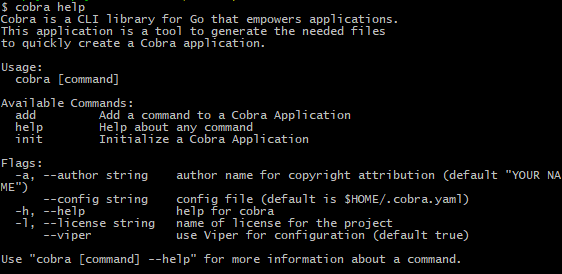 $ cobra help
Cobra is a CLI library for Go that empowers applications.
This application is a tool to generate the needed files
to quickly create a Cobra application.

Usage:
  cobra [command]

Available Commands:
  add         Add a command to a Cobra Application
  help        Help about any command
  init        Initialize a Cobra Application

Flags:
  -a, --author string    author name for copyright attribution (default "YOUR NA
ME")
      --config string    config file (default is $HOME/.cobra.yaml)
  -h, --help             help for cobra
  -l, --license string   name of license for the project
      --viper            use Viper for configuration (default true)

Use "cobra [command] --help" for more information about a command.